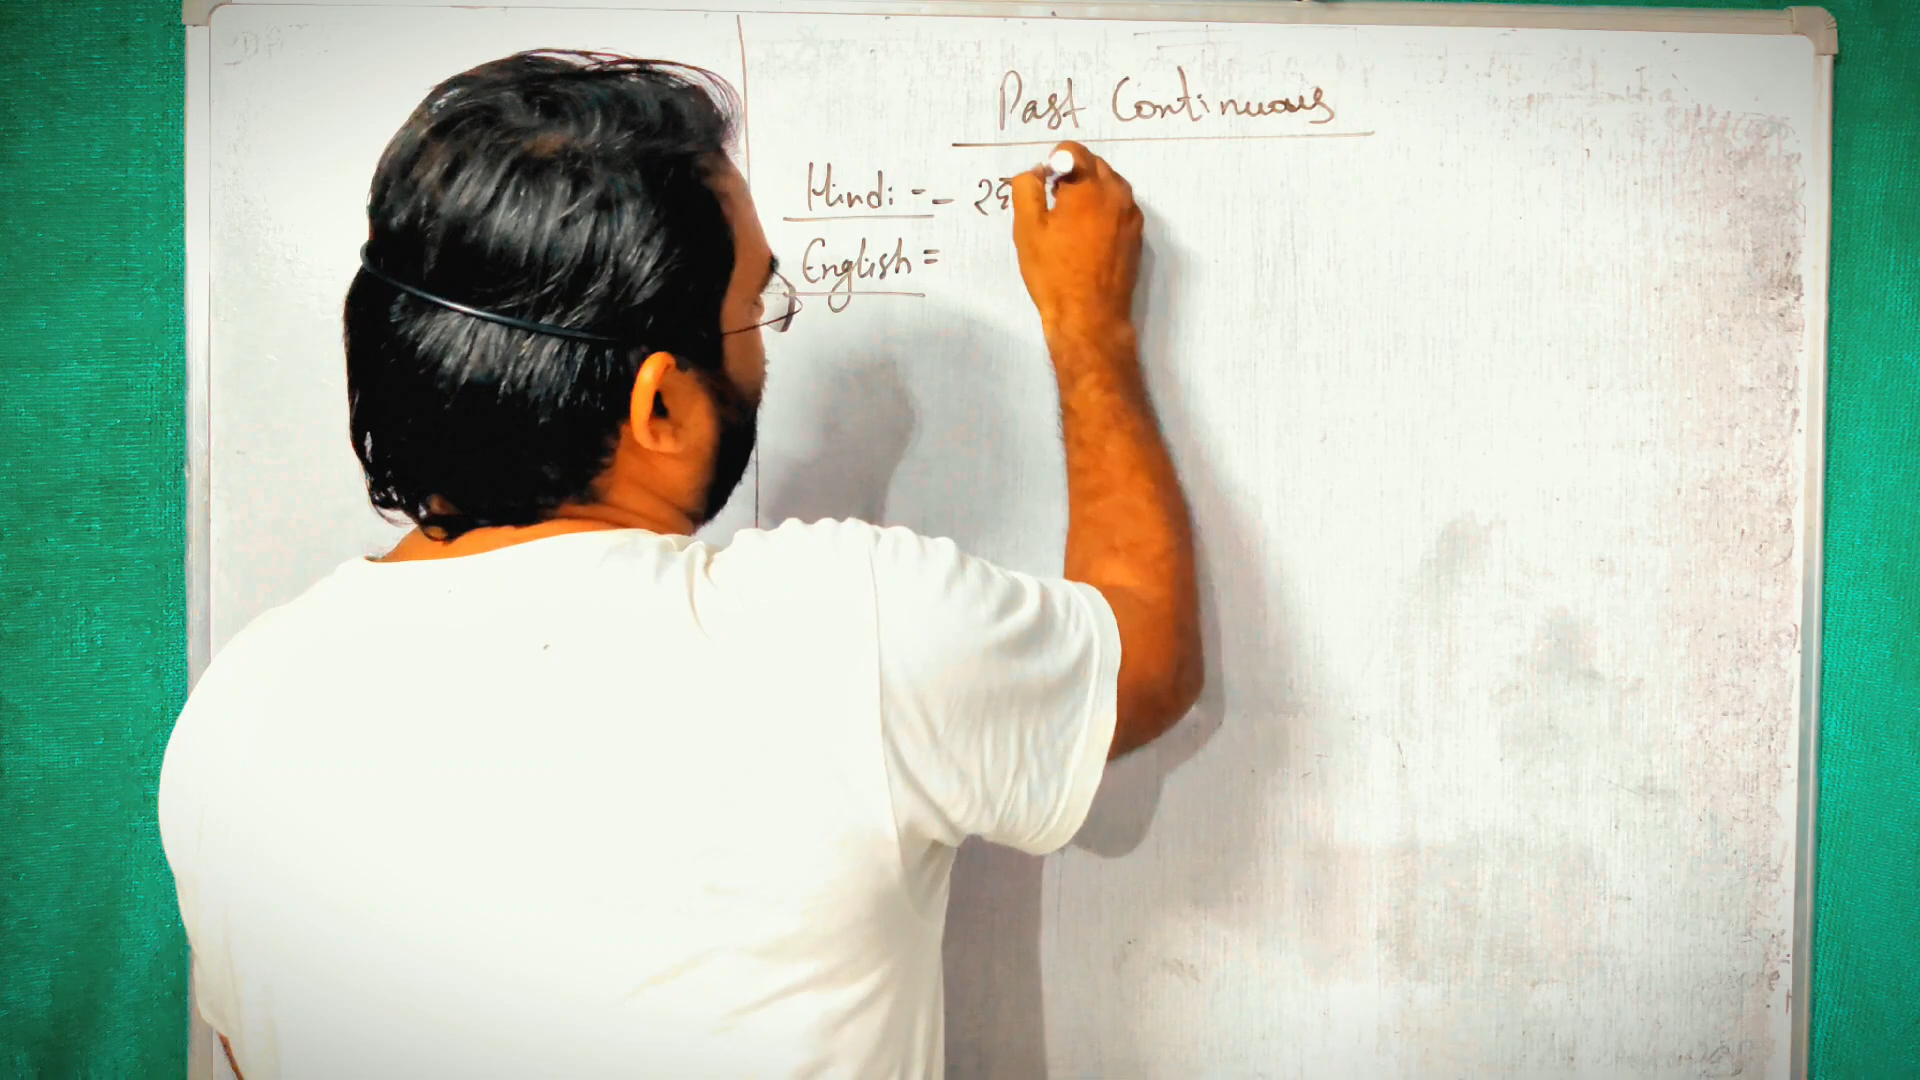 Past Continuous
Hindi :- -
English =